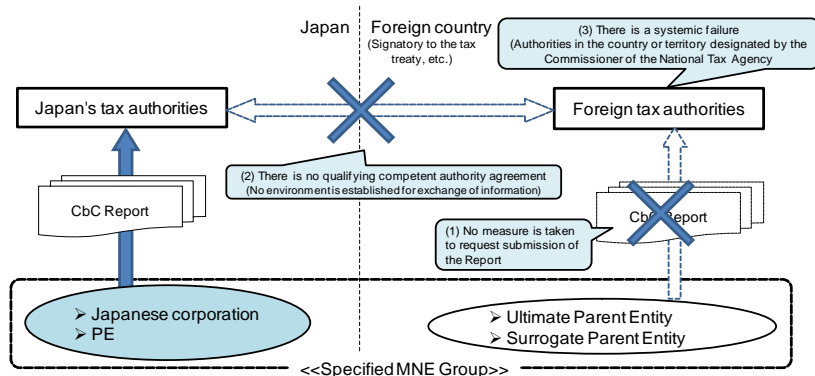 Japan
Foreign country
(Signatory to the tax
treaty, etc.)
(3) There is a systemic failure
(Authorities in the country or territory designated by the
Commissioner of the National Tax Agency
Japan's tax authorities
Foreign tax authorities
(2) There is no qualifying competent authority agreement
(No environment is established for exchange of information)
CbC Report
CbC Report
(1) No measure is taken
to request submission of
the Report
➢ Japanese corporation
➢ PE
➢ Ultimate Parent Entity
➢ Surrogate Parent Entity
<<Specified MNE Group>>